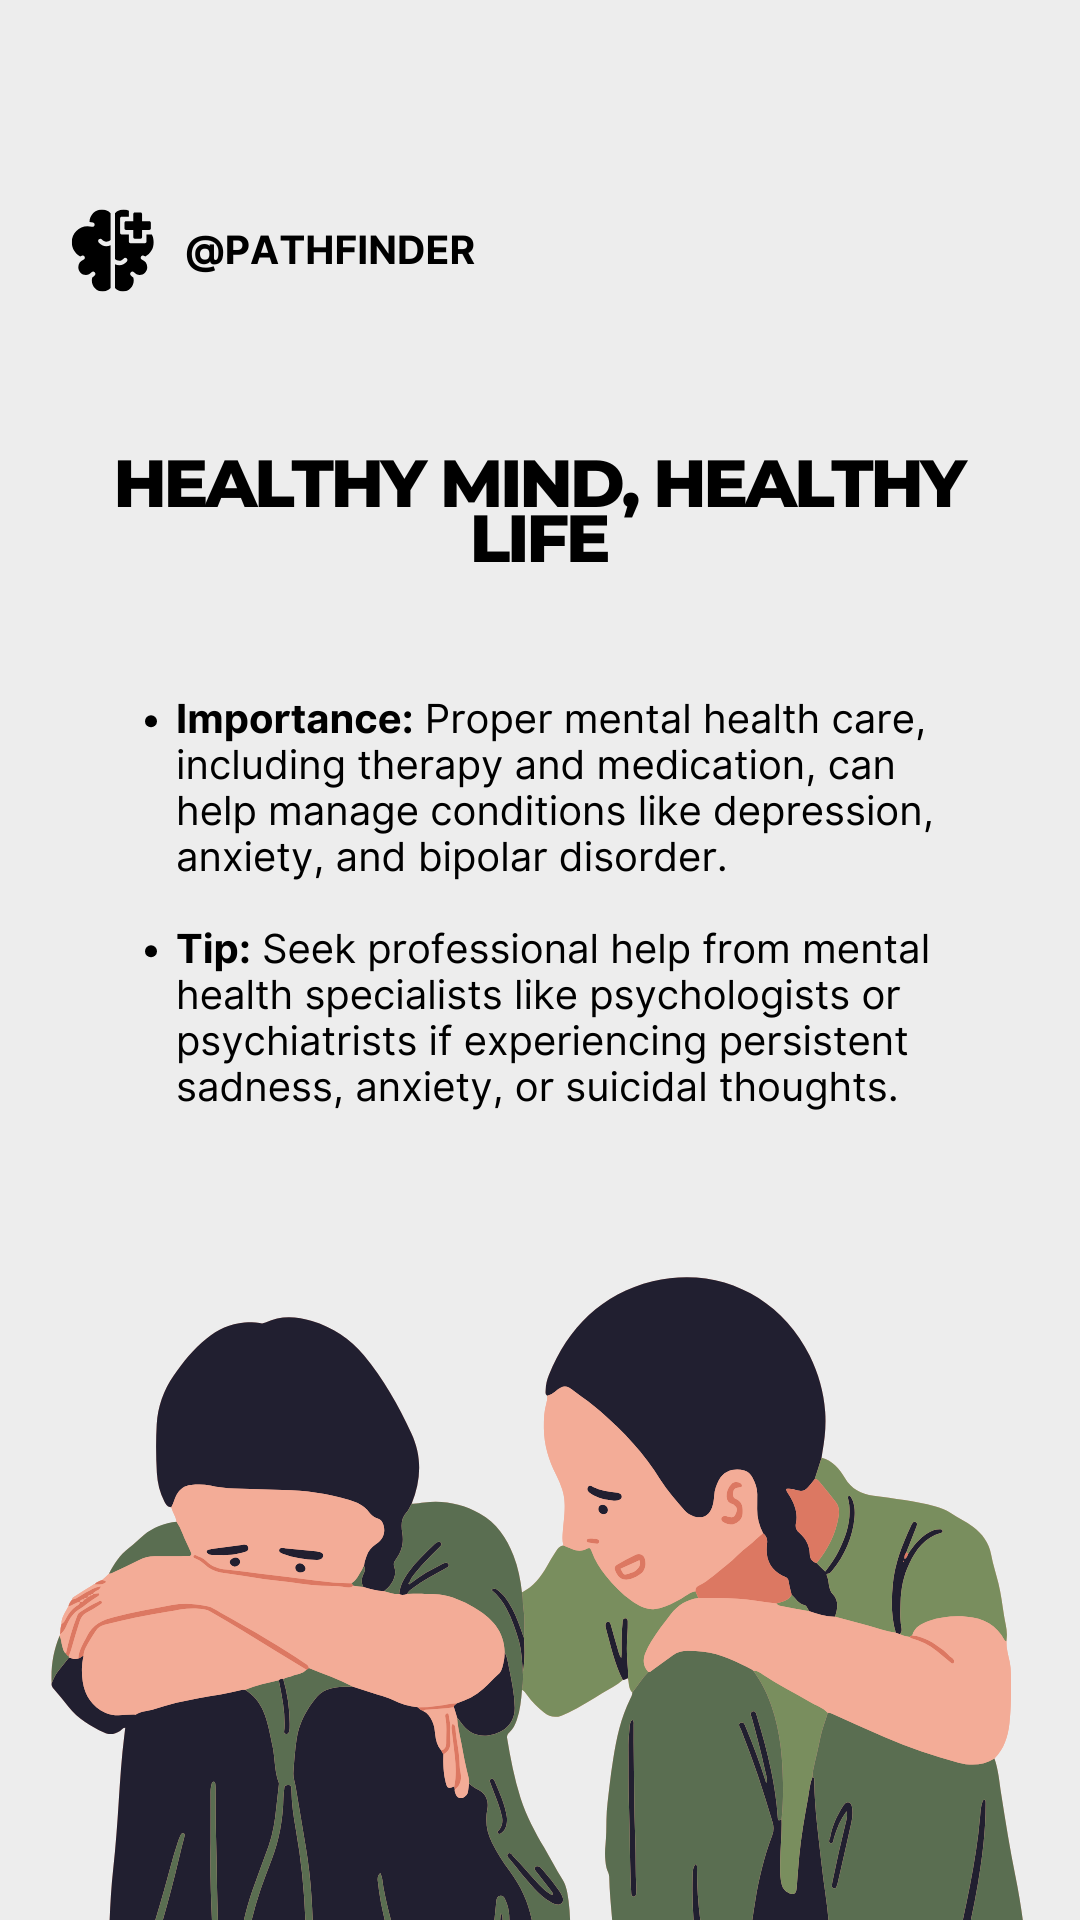 @PATHFINDER
HEALTHY MIND, HEALTHY
LIFE
• Importance: Proper mental health care,
including therapy and medication, can
help manage conditions like depression,
anxiety, and bipolar disorder.
• Tip: Seek professional help from mental
health specialists like psychologists or
psychiatrists if experiencing persistent
sadness, anxiety, or suicidal thoughts.